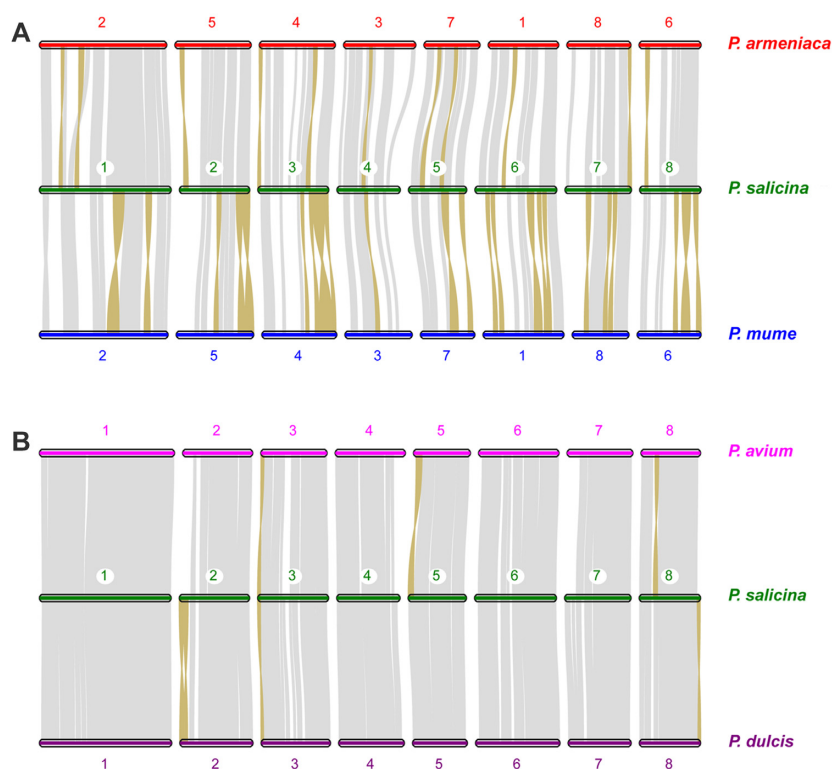 A
2 5 4 3 7 1 8 6
P. armeniaca
1 2 3 4 5 6 7 8
P. salicina
P. mume
2 5 4 3 7 1 8 6
B
1 2 3 4 5 6 7 8
P. avium
1 2 3 4 5 6 7 8
P. salicina
P. dulcis
1 2 3 4 5 6 7 8